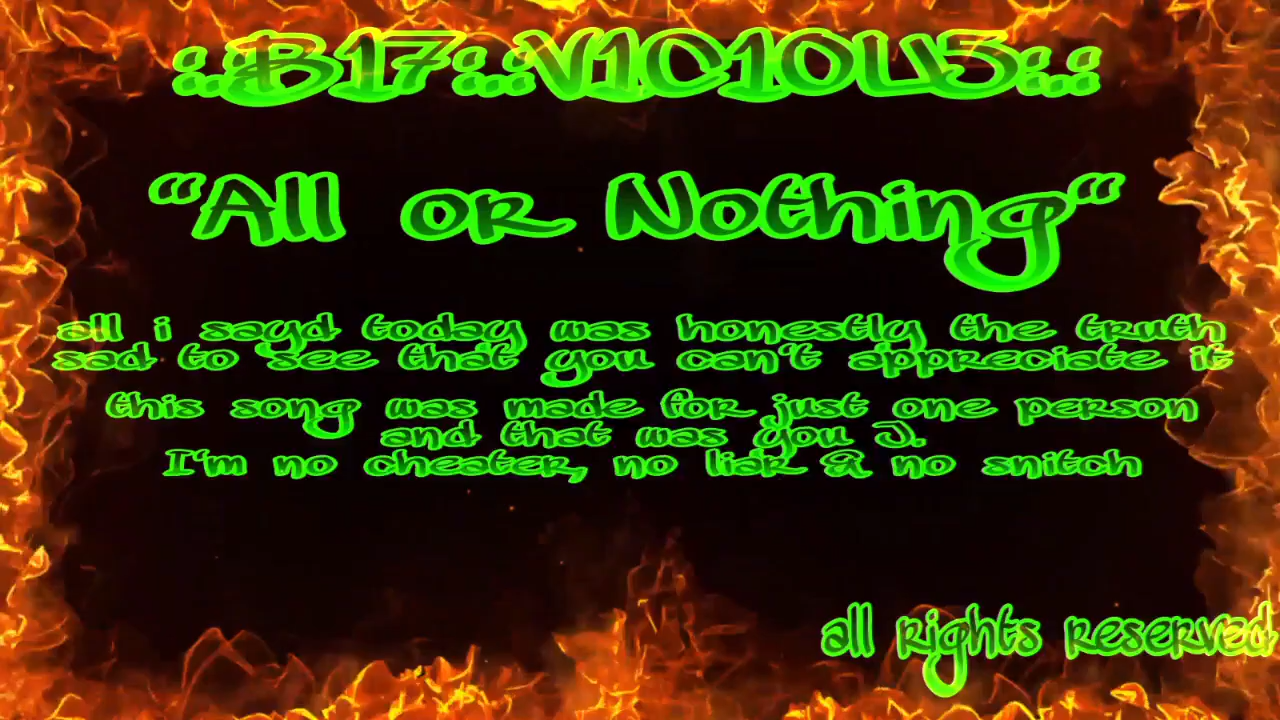 :.:B17:.:.:V1C10U5:.:
"All or Nothing"
all i sayd today was honestly the truth
sad to see that you can't appreciate it
this song was made for just one person
and that was you J.
I'm no cheater, no liar & no snitch
all rights reserved